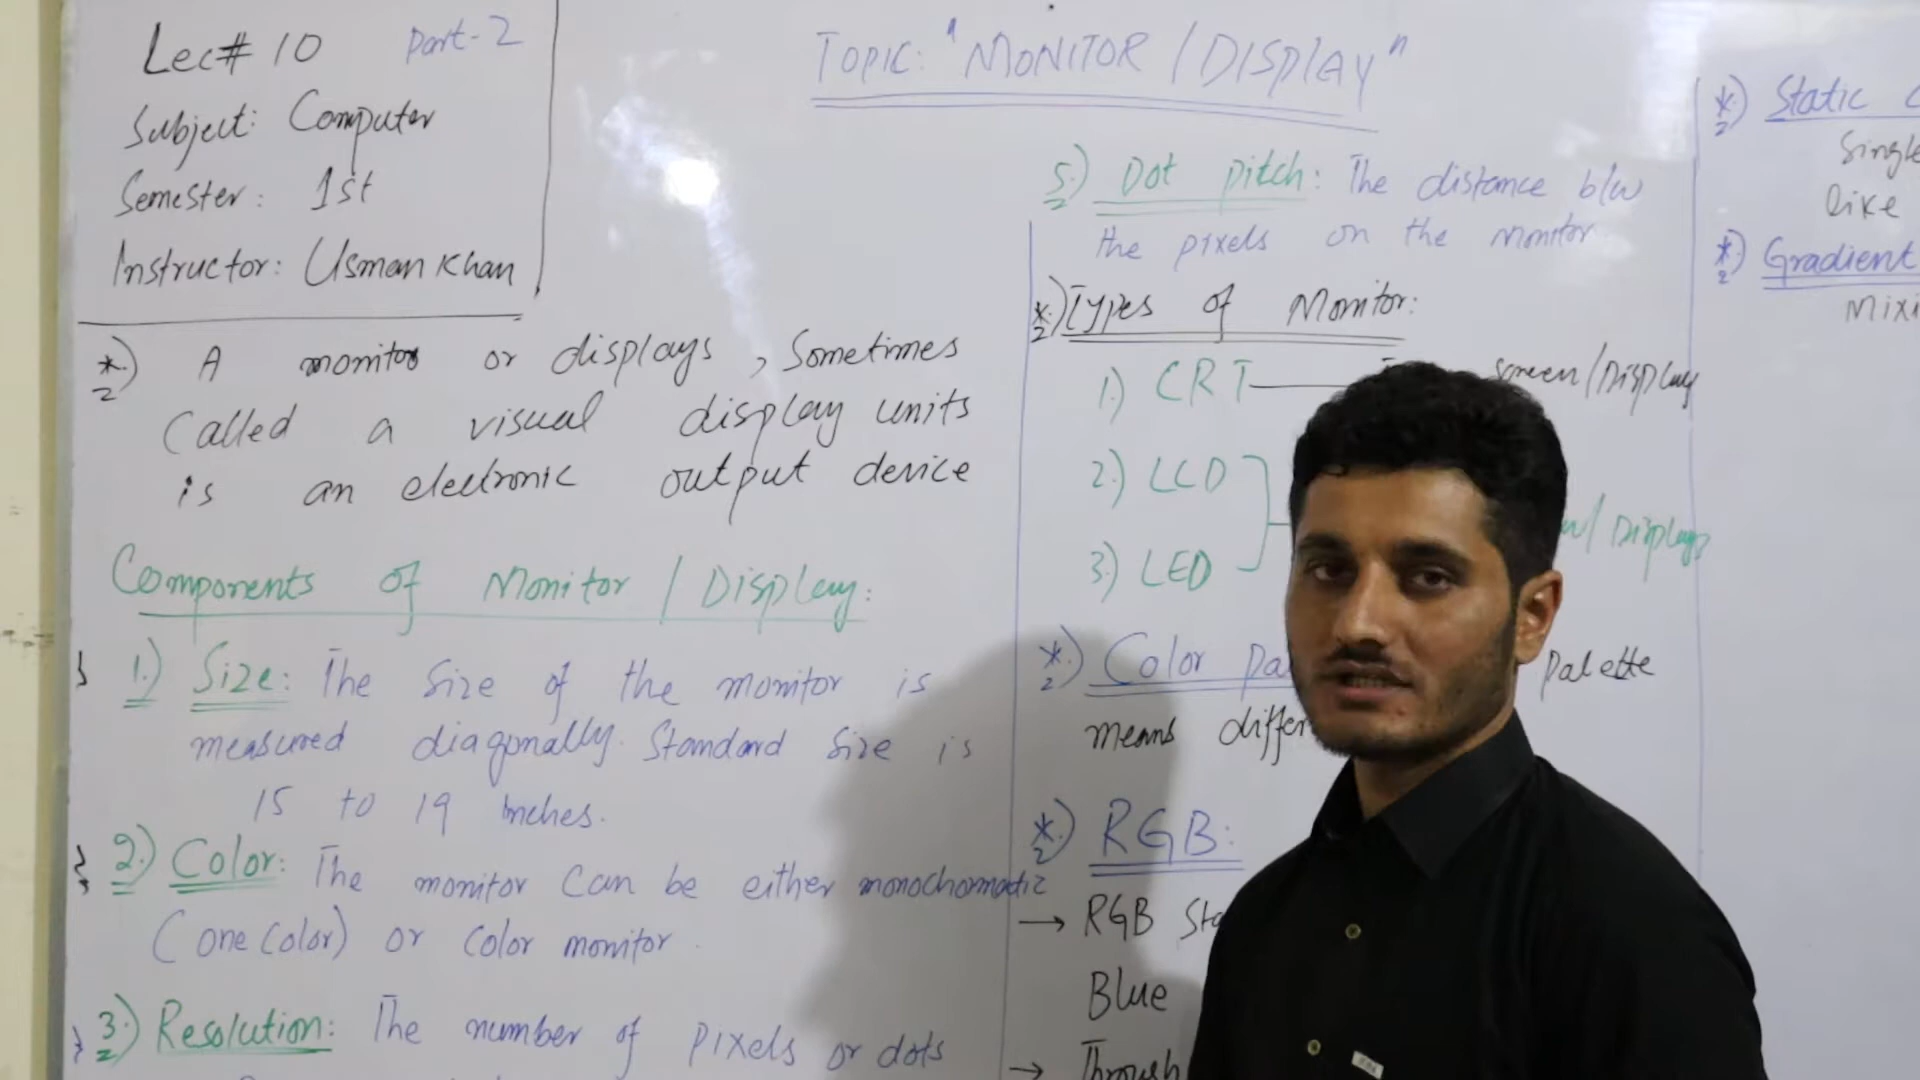 Lec# 10 Part-2
Subject: Computer
Semester: 1st
Instructor: Usman Khan
TOPIC: "MONITOR / DISPLAY"
*) A monitor or displays, Sometimes
Called a visual display units
is an electronic output device
Components of Monitor / Display:
1.) Size: The Size of the monitor is
measured diagonally. Standard Size is
15 to 19 inches.
2.) Color: The monitor Can be either monochormatic
(one Color) or Color monitor.
3.) Resolution: The number of pixels or dots
5.) Dot pitch: The distance b/w
the pixels on the monitor
*) Types of Monitor:
1.) CRT screen/Display
2.) LCD
Displays
3.) LED
*) Color palette
means
*) RGB:
→ RGB
Blue
→ Through
*) Static
Single
like
*) Gradient